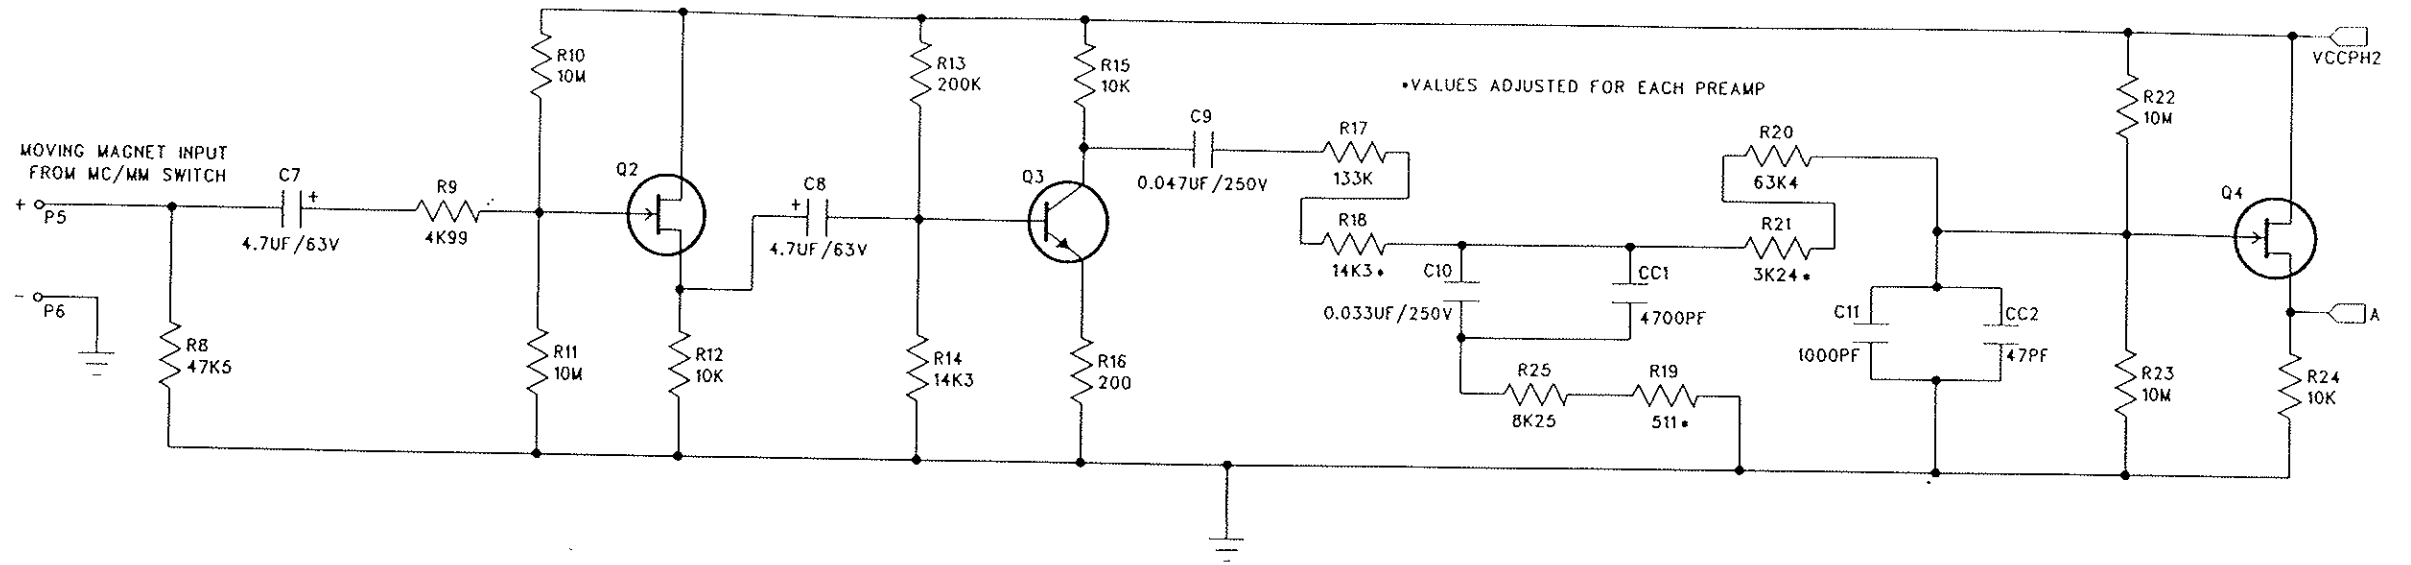 MOVING MAGNET INPUT
FROM MC/MM SWITCH
+
P5
-
P6
R8
47K5
C7
+
4.7UF/63V
R9
4K99
R10
10M
R11
10M
Q2
R12
10K
C8
+
4.7UF/63V
R13
200K
R14
14K3
Q3
R15
10K
R16
200
C9
0.047UF/250V
R17
133K
R18
14K3*
*VALUES ADJUSTED FOR EACH PREAMP
C10
0.033UF/250V
CC1
4700PF
R25
8K25
R19
511*
R20
63K4
R21
3K24*
C11
1000PF
CC2
47PF
R22
10M
R23
10M
Q4
VCCPH2
A
R24
10K